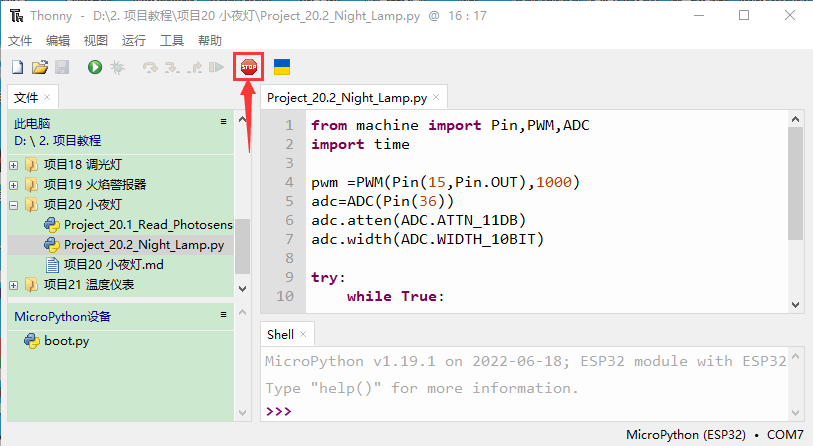 Thonny - D:\2. 项目教程\项目20 小夜灯\Project_20.2_Night_Lamp.py @ 16 : 17
文件 编辑 视图 运行 工具 帮助
STOP
文件 ×
此电脑
D: \ 2. 项目教程
项目18 调光灯
项目19 火焰警报器
项目20 小夜灯
Project_20.1_Read_Photosens
Project_20.2_Night_Lamp.py
项目20 小夜灯.md
项目21 温度仪表
MicroPython设备
boot.py
Project_20.2_Night_Lamp.py ×
1 from machine import Pin,PWM,ADC
2 import time
3
4 pwm =PWM(Pin(15,Pin.OUT),1000)
5 adc=ADC(Pin(36))
6 adc.atten(ADC.ATTN_11DB)
7 adc.width(ADC.WIDTH_10BIT)
8
9 try:
10 while True:
Shell ×
MicroPython v1.19.1 on 2022-06-18; ESP32 module with ESP32
Type "help()" for more information.
>>>
MicroPython (ESP32) • COM7